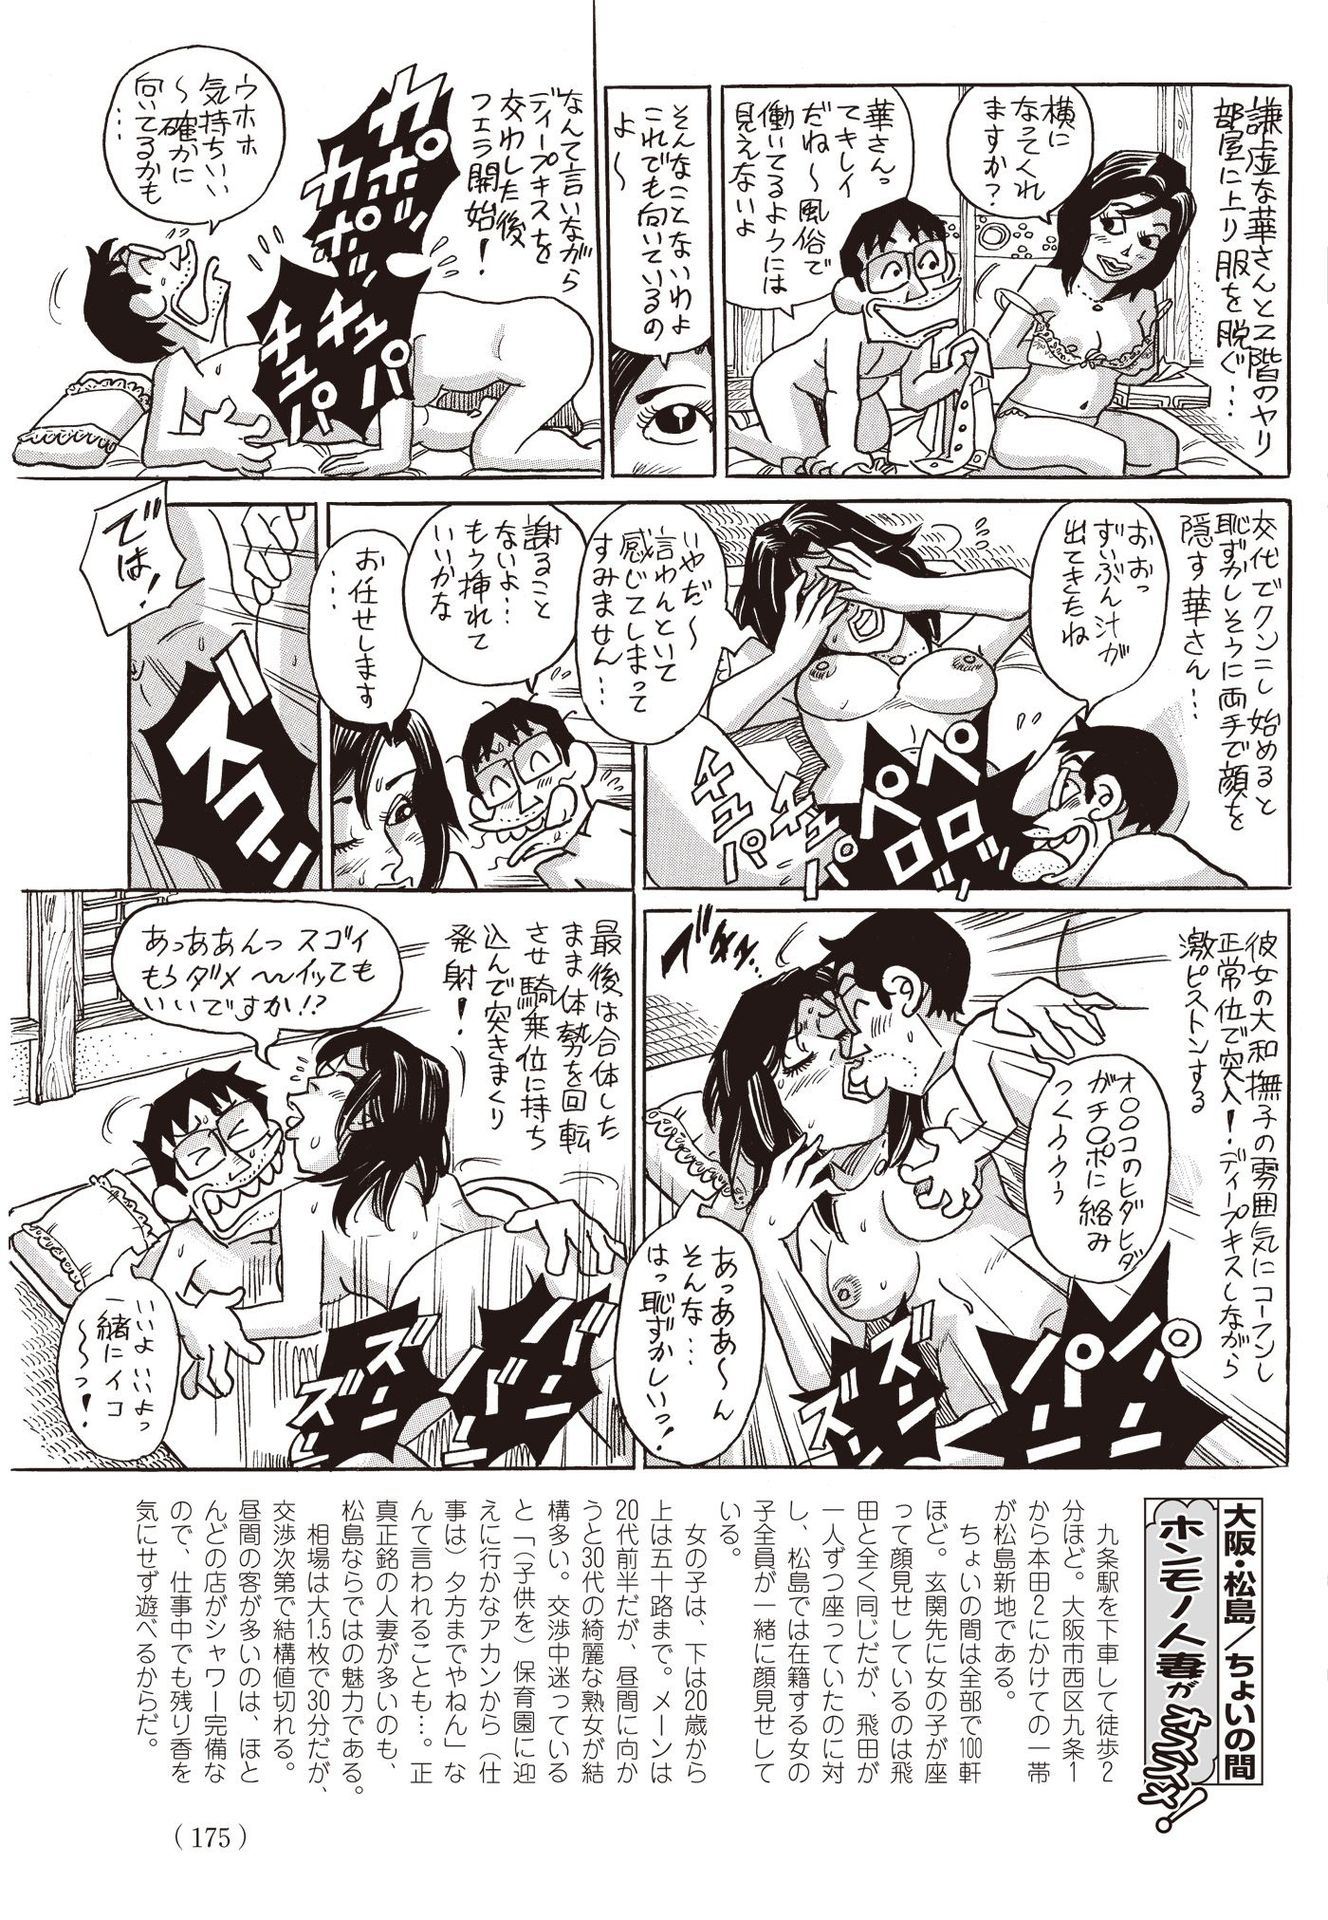 謙虚な華さんと2階のヤリ
部屋に上り服を脱ぐ…
横に
なってくれ
ますか?
華さんっ
てキレイ
だね～風俗で
働いてるようには
見えないよ
そんなことないわよ
これでも向いているの
よ～
なんて言いながら
ディープキスを
交わした後
フェラ開始!
カポッ
カポッ
チュパ
チュパ
ウホホ
気持ちいい
～確かに
向いてるかも
…
交代でクンニし始めると
恥ずかしそうに両手で顔を
隠す華さん…
おおっ
ずいぶん汁が
出てきたね
ペロ
ペロッ
チュパ
チュパ
いやだ～
言わんといて
感じてしまって
すみません…
謝ること
ないよ…
もう挿れて
いいかな
お任せします
では!
ズコン
彼女の大和撫子の雰囲気にコーフンし
正常位で突入!ディープキスしながら
激ピストンする
オ○○コのヒダヒダ
がチ○ポに絡み
つくぅぅぅ
パン
パン
ズン
ズン
あっああ～ん
そんな…
はっ恥ずかしいっ!
最後は合体した
まま体勢を回転
させ騎乗位に持ち
込んで突きまくり
発射!
あっああんっ スゴイ
もうダメ～～イッても
いいですか!?
ズン
ズン
いいよいいよっ
一緒にイコ
～っ!
大阪・松島/ちょいの間
ホンモノ人妻が
九条駅を下車して徒歩2
分ほど。大阪市西区九条1
から本田2にかけての一帯
が松島新地である。
ちょいの間は全部で100軒
ほど。玄関先に女の子が座
って顔見せしているのは飛
田と全く同じだが、飛田が
一人ずつ座っていたのに対
し、松島では在籍する女の
子全員が一緒に顔見せして
いる。
女の子は、下は20歳から
上は五十路まで。メーンは
20代前半だが、昼間に向か
うと30代の綺麗な熟女が結
構多い。交渉中迷っている
と「(子供を)保育園に迎
えに行かなアカンから(仕
事は)夕方までやねん」な
んて言われることも…。正
真正銘の人妻が多いのも、
松島ならではの魅力である。
相場は大1.5枚で30分だが、
交渉次第で結構値切れる。
昼間の客が多いのは、ほと
んどの店がシャワー完備な
ので、仕事中でも残り香を
気にせず遊べるからだ。
(175)